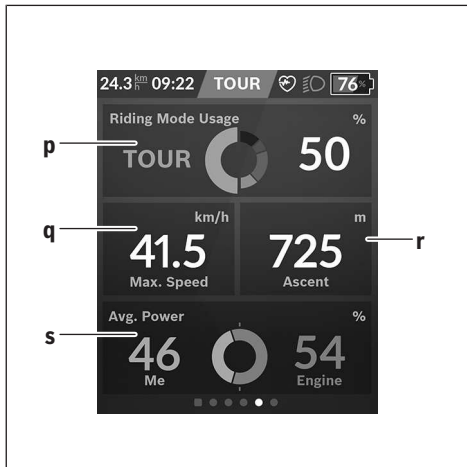 24.3 km/h 09:22 TOUR 76%
Riding Mode Usage %
p TOUR 50
q km/h m
41.5 725 r
Max. Speed Ascent
Avg. Power %
s 46 54
Me Engine